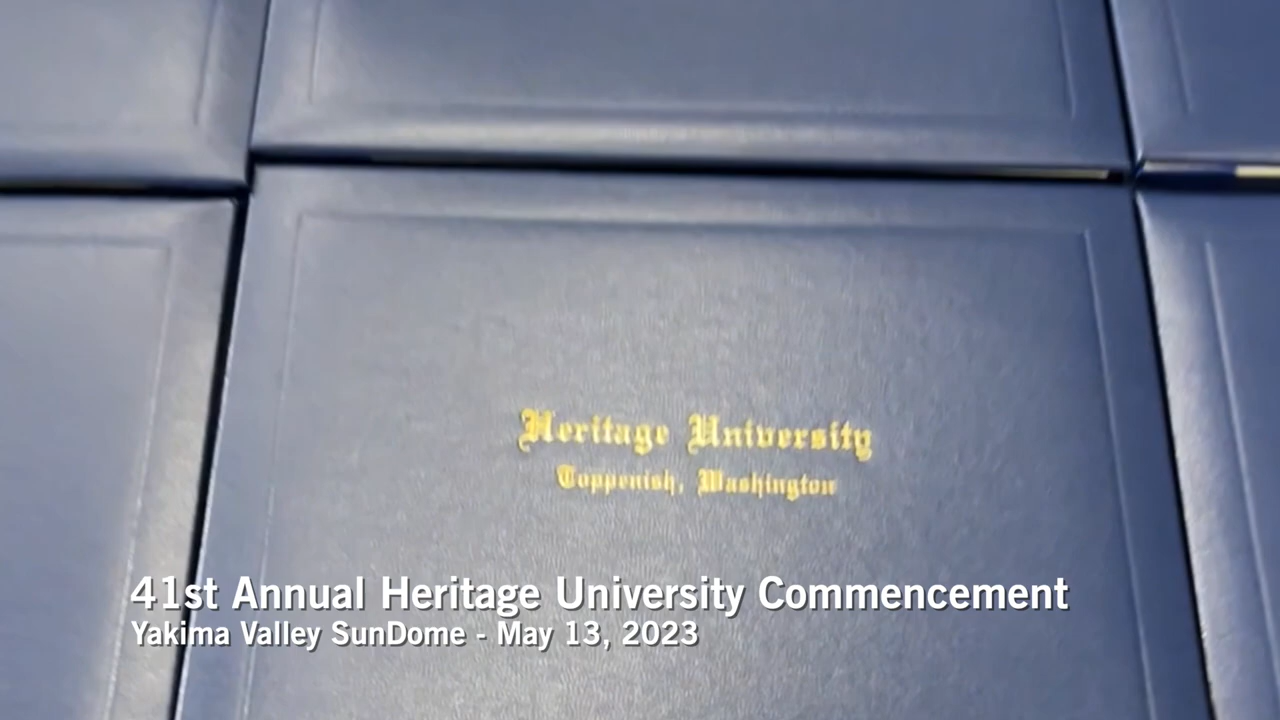 Heritage University
Toppenish, Washington
41st Annual Heritage University Commencement
Yakima Valley SunDome - May 13, 2023